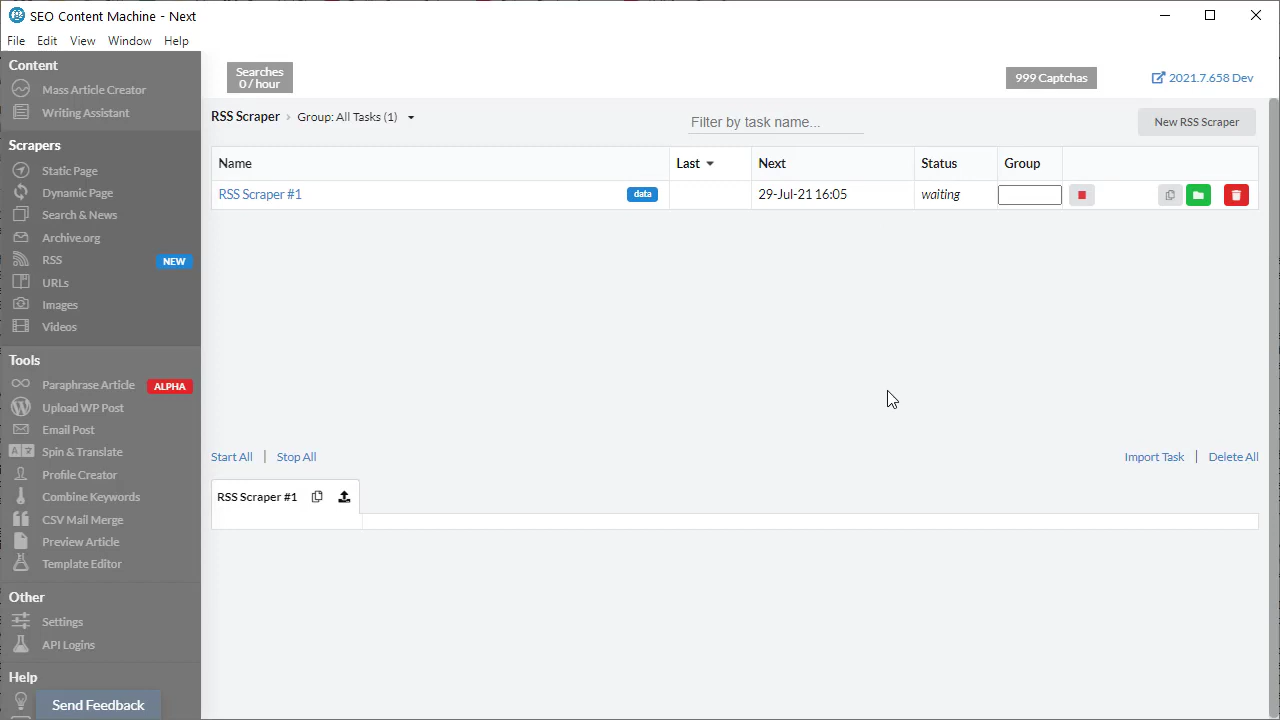 SEO Content Machine - Next
File Edit View Window Help
Content
Mass Article Creator
Writing Assistant
Scrapers
Static Page
Dynamic Page
Search & News
Archive.org
RSS NEW
URLs
Images
Videos
Tools
Paraphrase Article ALPHA
Upload WP Post
Email Post
Spin & Translate
Profile Creator
Combine Keywords
CSV Mail Merge
Preview Article
Template Editor
Other
Settings
API Logins
Help
Send Feedback
Searches
0 / hour
999 Captchas
2021.7.658 Dev
RSS Scraper › Group: All Tasks (1)
Filter by task name...
New RSS Scraper
Name Last Next Status Group
RSS Scraper #1 data 29-Jul-21 16:05 waiting
Start All | Stop All
Import Task | Delete All
RSS Scraper #1